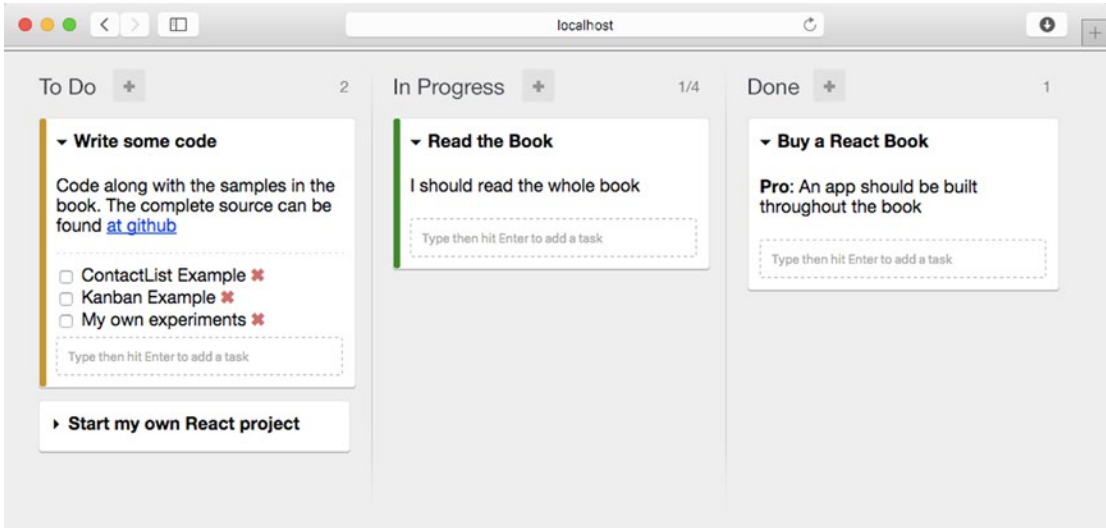 localhost
To Do + 2
Write some code
Code along with the samples in the
book. The complete source can be
found at github
ContactList Example ✖
Kanban Example ✖
My own experiments ✖
Type then hit Enter to add a task
Start my own React project
In Progress + 1/4
Read the Book
I should read the whole book
Type then hit Enter to add a task
Done + 1
Buy a React Book
Pro: An app should be built
throughout the book
Type then hit Enter to add a task